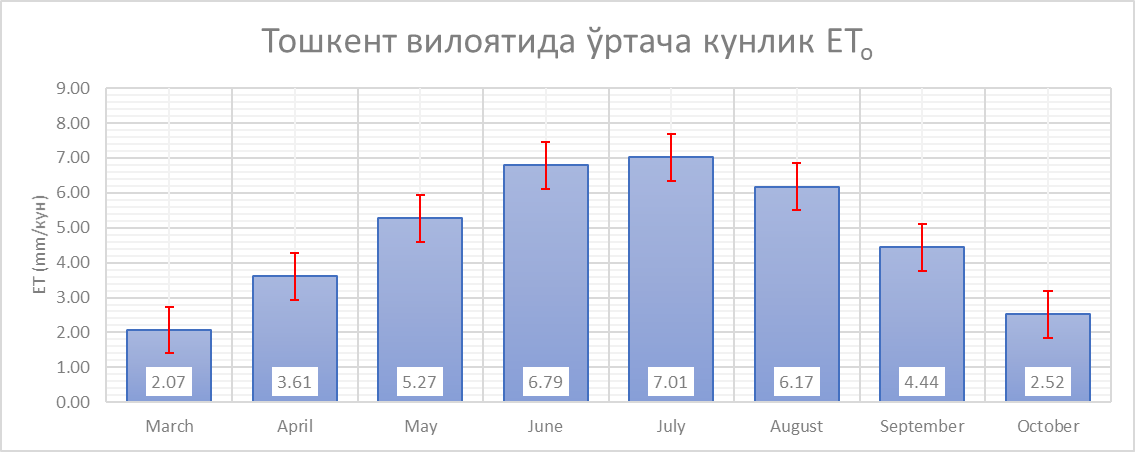 Тошкент вилоятида ўртача кунлик ETo
9.00
8.00
7.00
6.00
5.00
4.00
3.00
2.00
1.00
0.00
ET (mm/кун)
2.07 3.61 5.27 6.79 7.01 6.17 4.44 2.52
March April May June July August September October